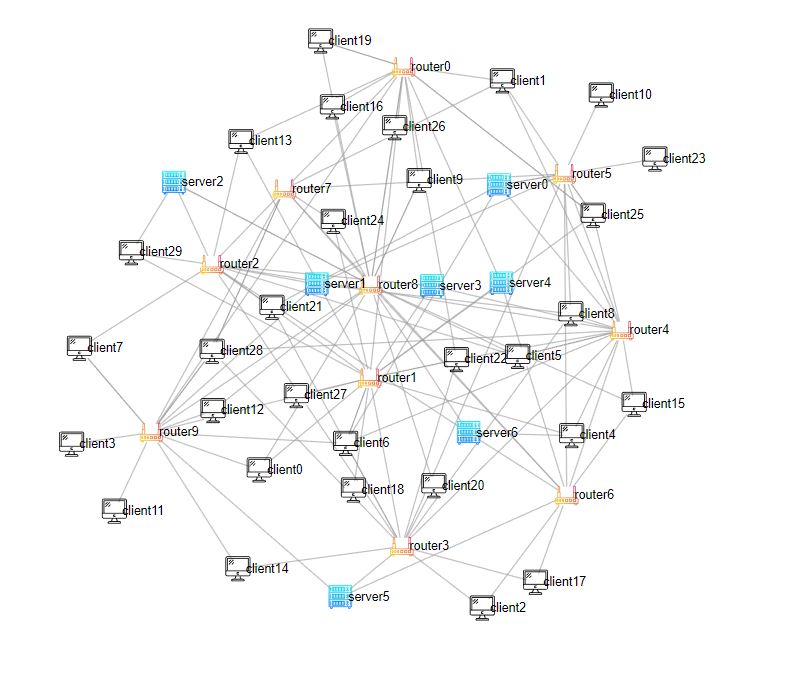 client19
router0
client1
client10
client16
client26
client13
client23
router5
server2
router7
client9
server0
client25
client24
client29
router2
server1
router8
server3
server4
client21
client8
router4
client7
client28
client22
client5
router1
client12
client27
client15
router9
client3
client6
server6
client4
client0
client18
client20
router6
client11
router3
client14
client17
server5
client2